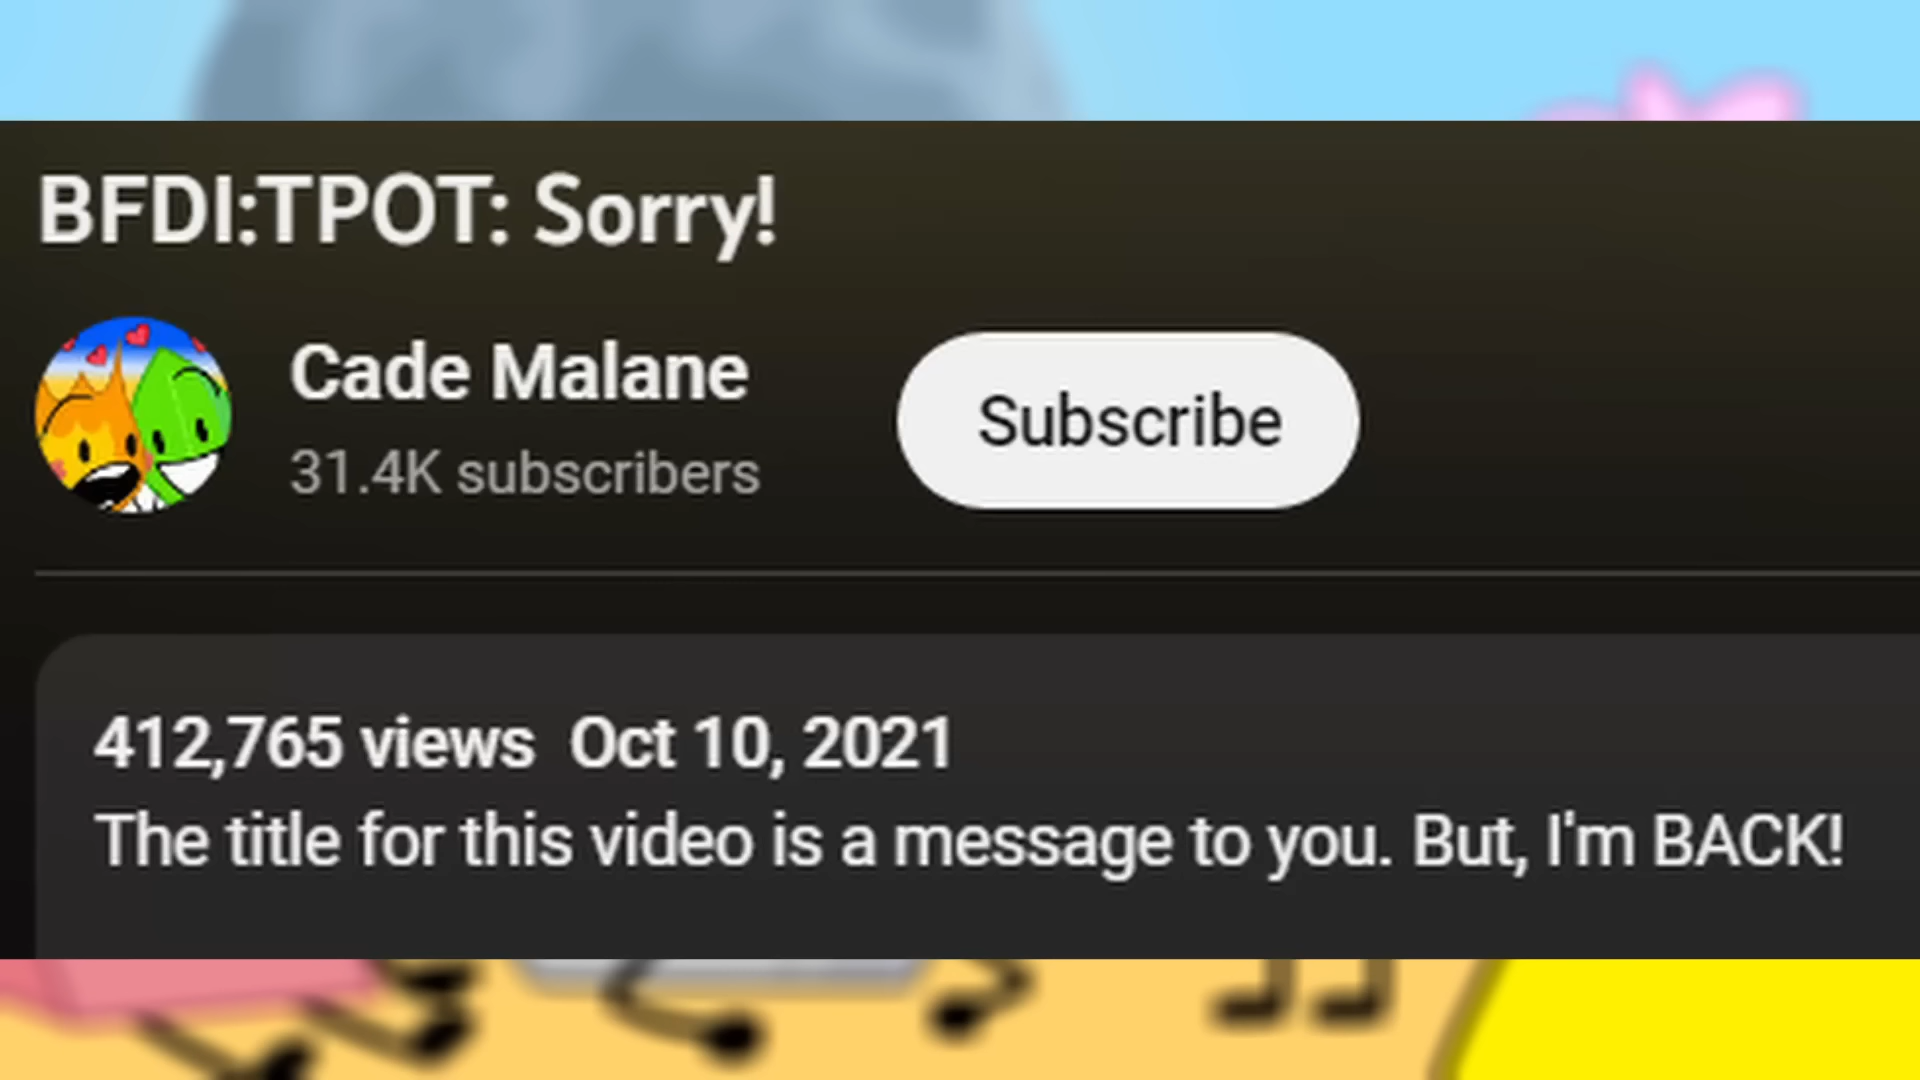 BFDI:TPOT: Sorry!
Cade Malane
Subscribe
31.4K subscribers
412,765 views Oct 10, 2021
The title for this video is a message to you. But, I'm BACK!